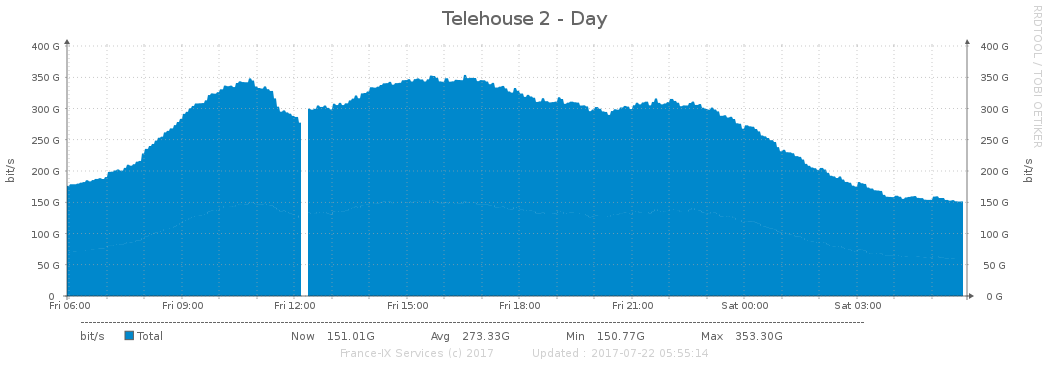 Telehouse 2 - Day
RRDTOOL / TOBI OETIKER
bit/s
400 G 400 G
350 G 350 G
300 G 300 G
250 G 250 G
200 G 200 G
150 G 150 G
100 G 100 G
50 G 50 G
0 0 G
bit/s
Fri 06:00 Fri 09:00 Fri 12:00 Fri 15:00 Fri 18:00 Fri 21:00 Sat 00:00 Sat 03:00
bit/s Total Now 151.01G Avg 273.33G Min 150.77G Max 353.30G
France-IX Services (c) 2017 Updated : 2017-07-22 05:55:14